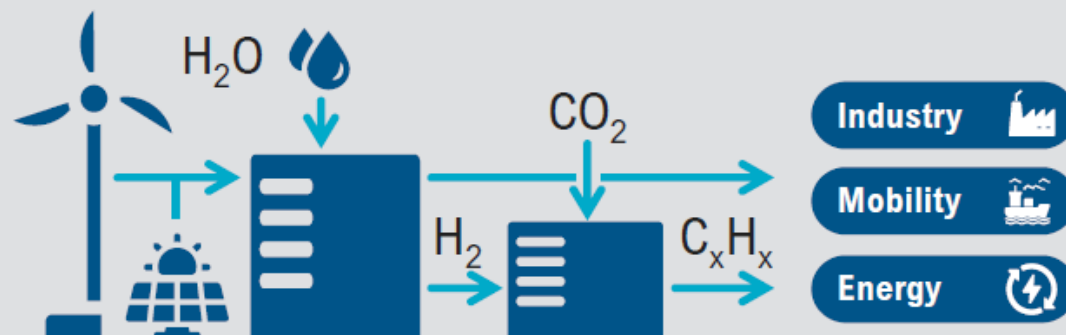 H₂O
CO₂
H₂
CₓHₓ
Industry
Mobility
Energy